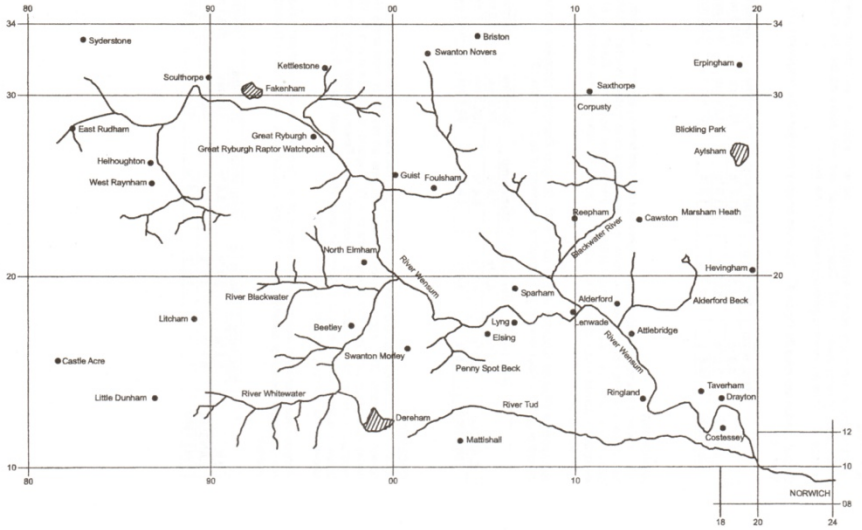 80
90
00
10
20
34
34
Briston
Syderstone
Swanton Novers
Erpingham
Kettlestone
Soulthorpe
Saxthorpe
Fakenham
30
30
Corpusty
East Rudham
Blickling Park
Great Ryburgh
Aylsham
Great Ryburgh Raptor Watchpoint
Helhoughton
Guist
Foulsham
West Raynham
Reepham
Marsham Heath
Cawston
Blackwater River
North Elmham
River Wensum
Hevingham
20
20
Sparham
River Blackwater
Alderford
Alderford Beck
Litcham
Lyng
Lenwade
Beetley
Elsing
Attlebridge
Swanton Morley
River Wensum
Castle Acre
Penny Spot Beck
Taverham
River Whitewater
Ringland
Drayton
Little Dunham
River Tud
Dereham
Costessey
12
Mattishall
10
10
NORWICH
08
80
90
00
10
18
20
24